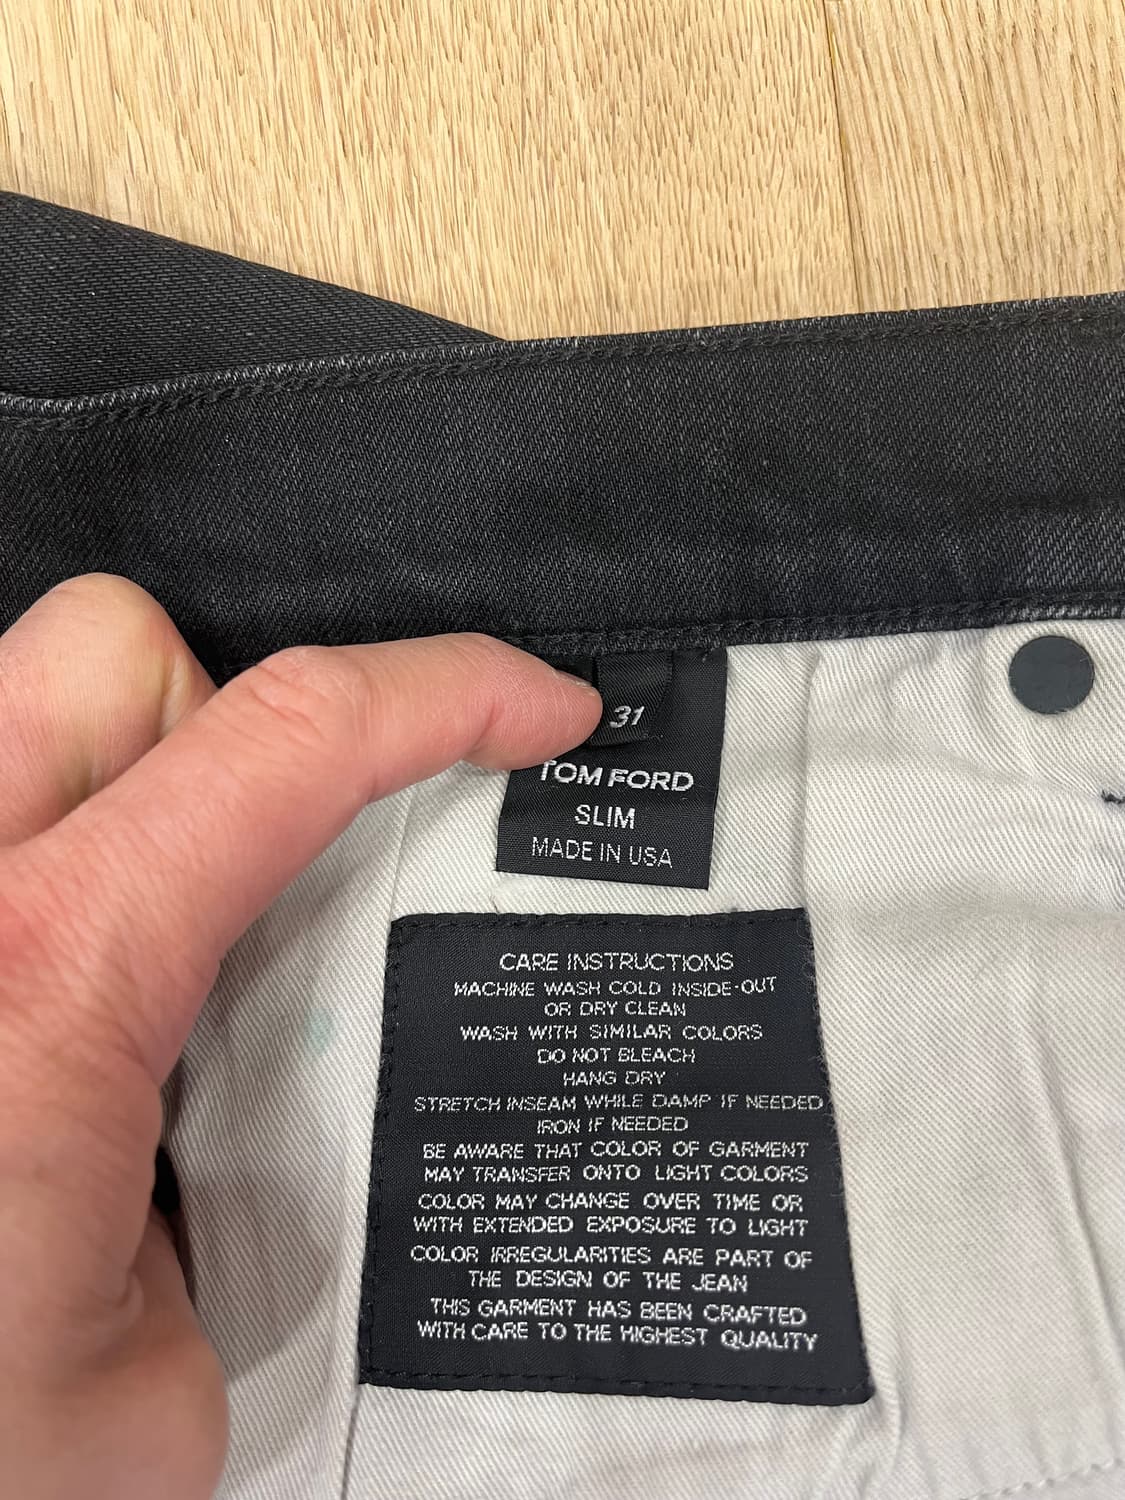 31
TOM FORD
SLIM
MADE IN USA
CARE INSTRUCTIONS
MACHINE WASH COLD INSIDE-OUT
OR DRY CLEAN
WASH WITH SIMILAR COLORS
DO NOT BLEACH
HANG DRY
STRETCH INSEAM WHILE DAMP IF NEEDED
IRON IF NEEDED
BE AWARE THAT COLOR OF GARMENT
MAY TRANSFER ONTO LIGHT COLORS
COLOR MAY CHANGE OVER TIME OR
WITH EXTENDED EXPOSURE TO LIGHT
COLOR IRREGULARITIES ARE PART OF
THE DESIGN OF THE JEAN
THIS GARMENT HAS BEEN CRAFTED
WITH CARE TO THE HIGHEST QUALITY